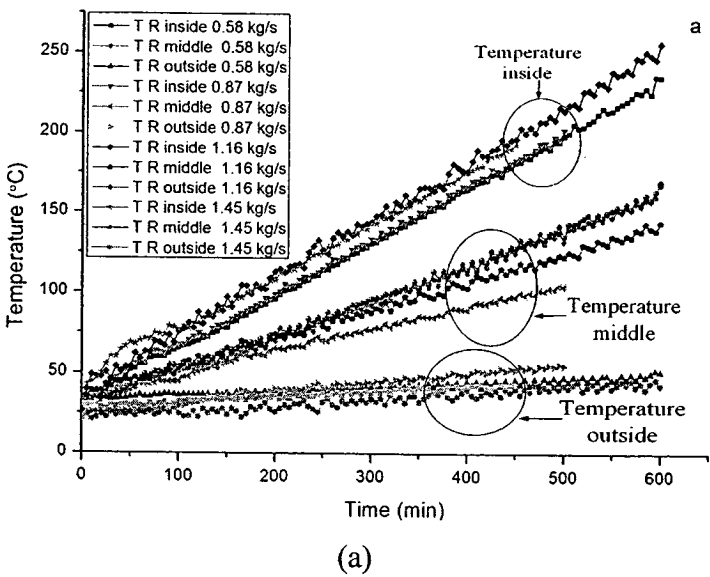 a
T R inside 0.58 kg/s
T R middle 0.58 kg/s
T R outside 0.58 kg/s
T R inside 0.87 kg/s
T R middle 0.87 kg/s
T R outside 0.87 kg/s
T R inside 1.16 kg/s
T R middle 1.16 kg/s
T R outside 1.16 kg/s
T R inside 1.45 kg/s
T R middle 1.45 kg/s
T R outside 1.45 kg/s
Temperature
inside
Temperature
middle
Temperature
outside
Temperature (°C)
250
200
150
100
50
0
0 100 200 300 400 500 600
Time (min)
(a)